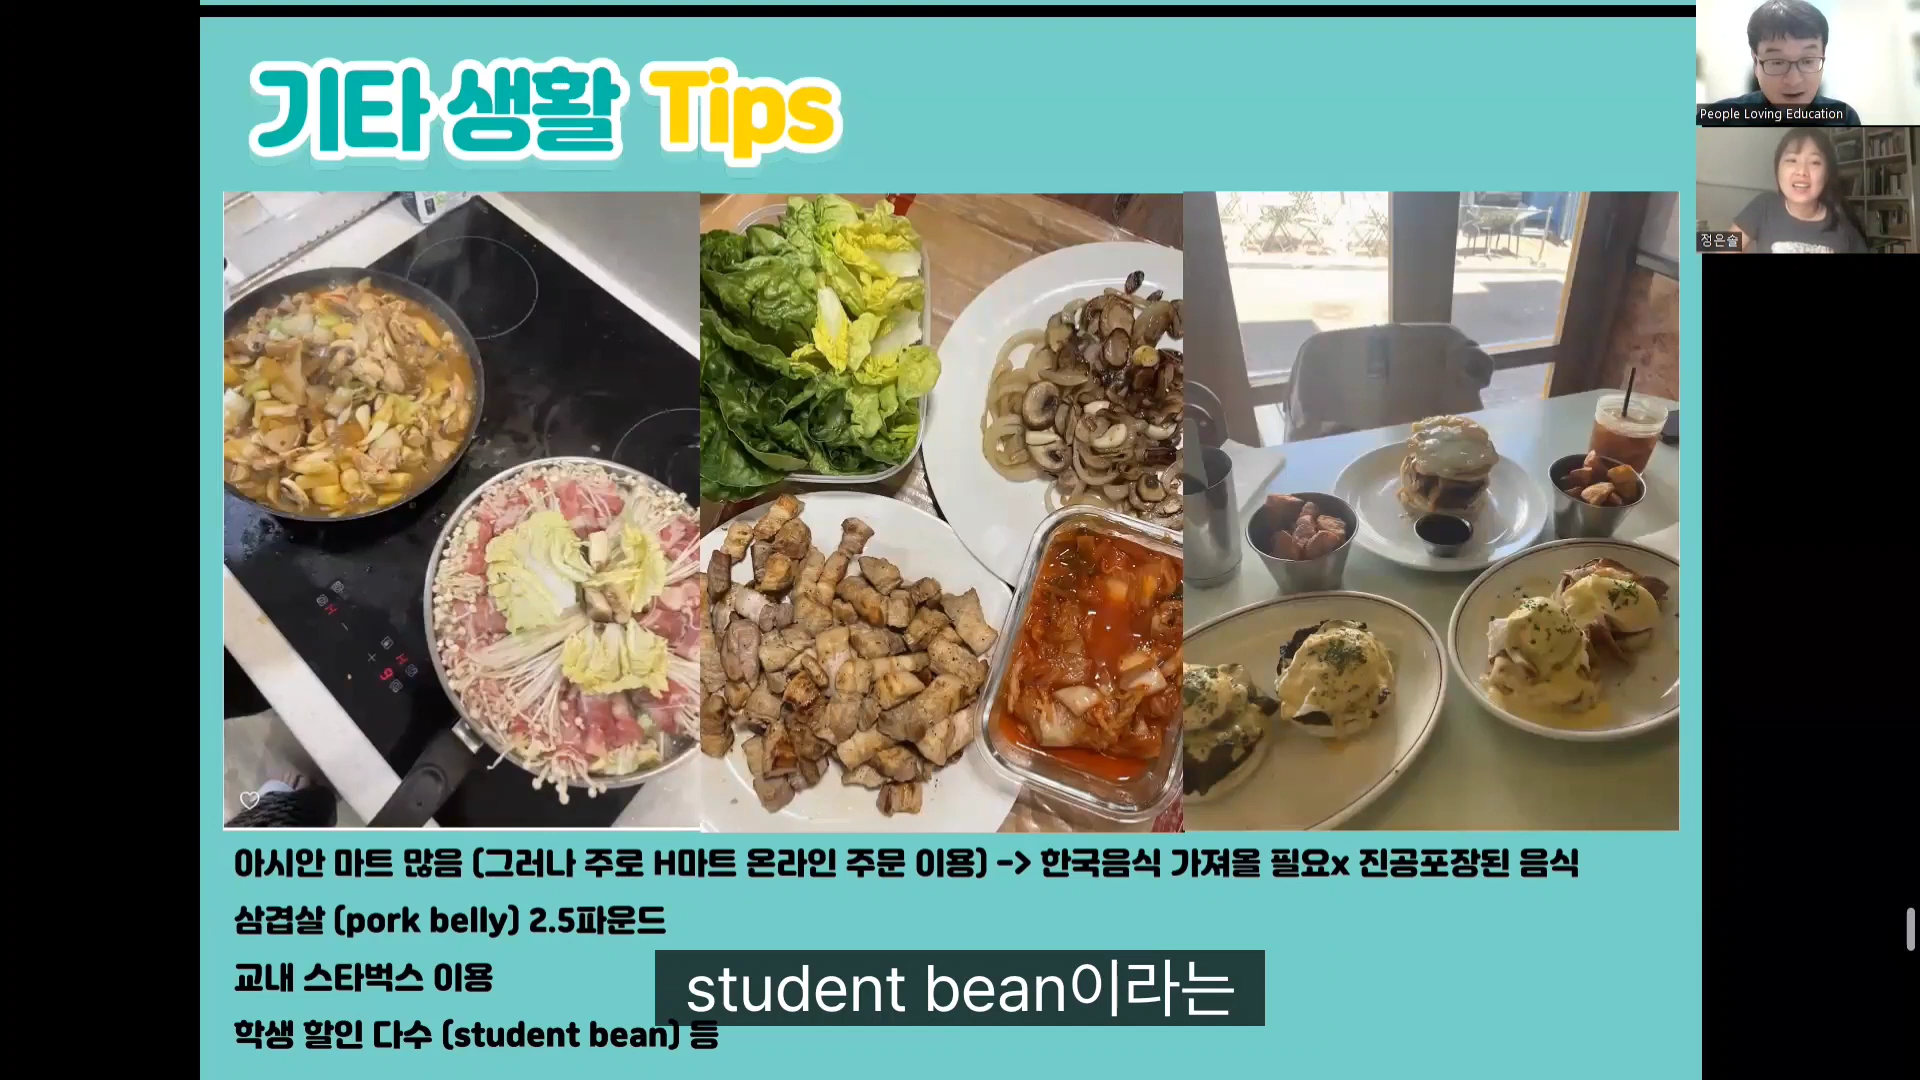 기타 생활 Tips
People Loving Education
정은솔
아시안 마트 많음 (그러나 주로 H마트 온라인 주문 이용) -> 한국음식 가져올 필요x 진공포장된 음식
삼겹살 (pork belly) 2.5파운드
교내 스타벅스 이용
student bean이라는
학생 할인 다수 (student bean) 등